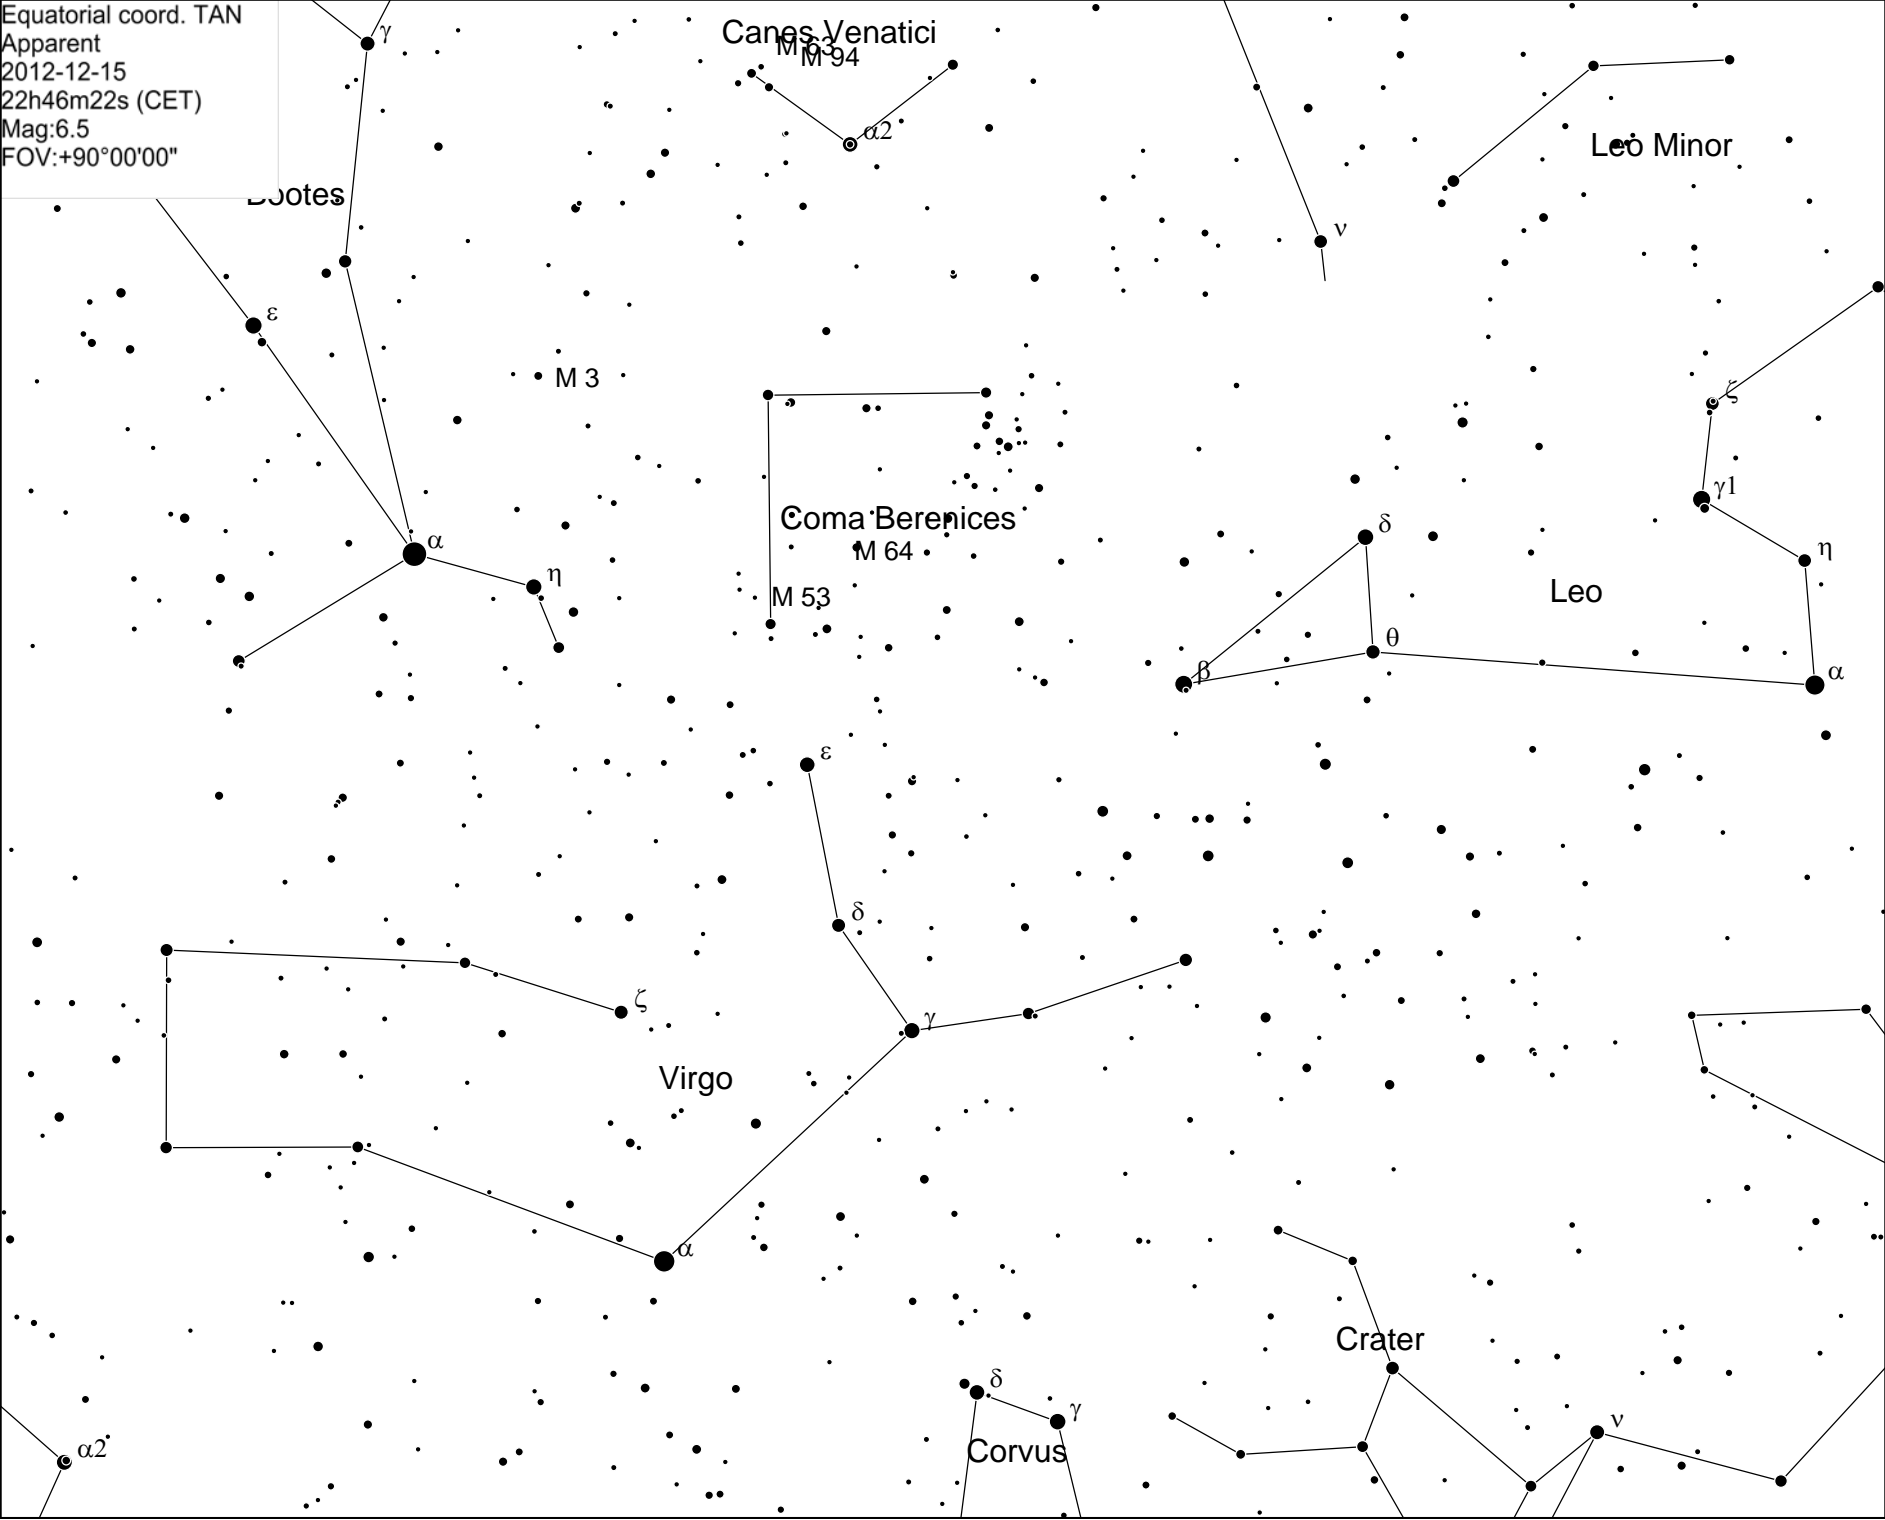 Equatorial coord. TAN
Apparent
2012-12-15
22h46m22s (CET)
Mag:6.5
FOV:+90°00'00"
γ
Canes Venatici
M 63
M 94
α2
Leo Minor
Bootes
ν
ε
M 3
ζ
γ1
Coma Berenices
δ
α
M 64
η
η
Leo
M 53
θ
β
α
ε
δ
ζ
γ
Virgo
α
Crater
δ
γ
ν
Corvus
α2